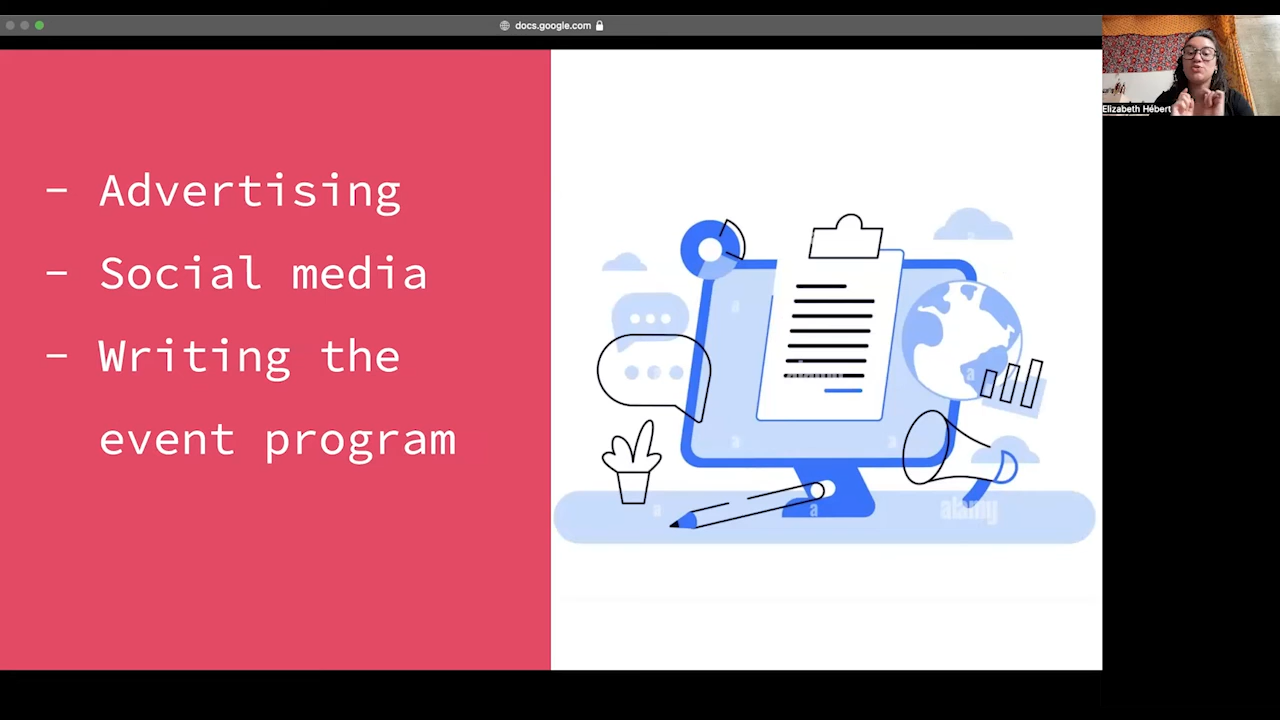 docs.google.com
Elizabeth Hébert
- Advertising
- Social media
- Writing the
event program
a
a
a
a
a
a
a
alamy